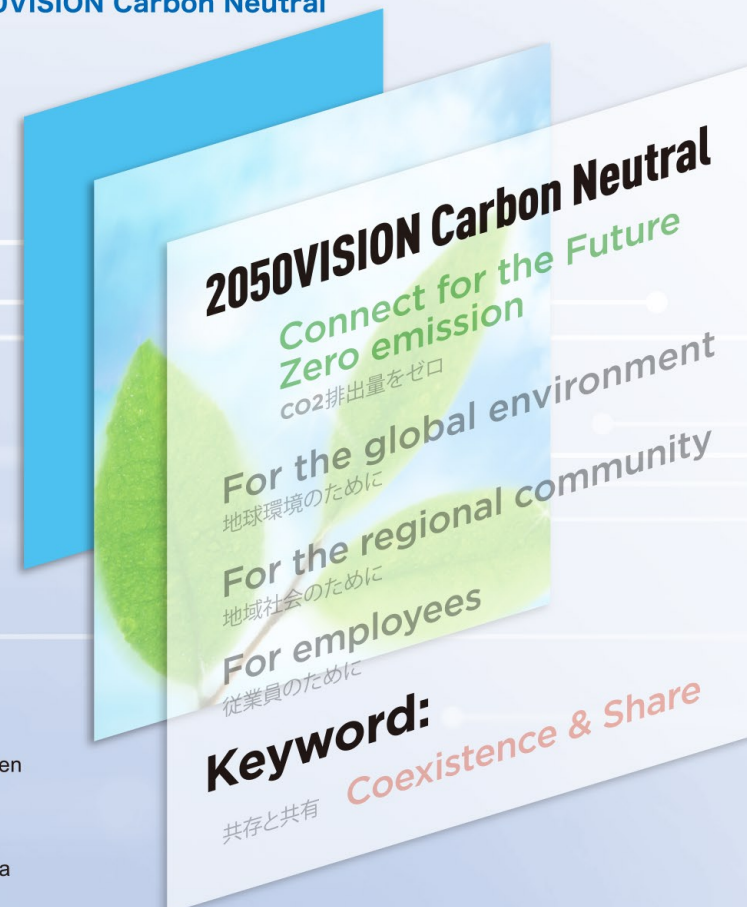 VISION Carbon Neutral
2050VISION Carbon Neutral
Connect for the Future
Zero emission
CO2排出量をゼロ
For the global environment
地球環境のために
For the regional community
地域社会のために
For employees
従業員のために
Keyword:
共存と共有 Coexistence & Share
en
a